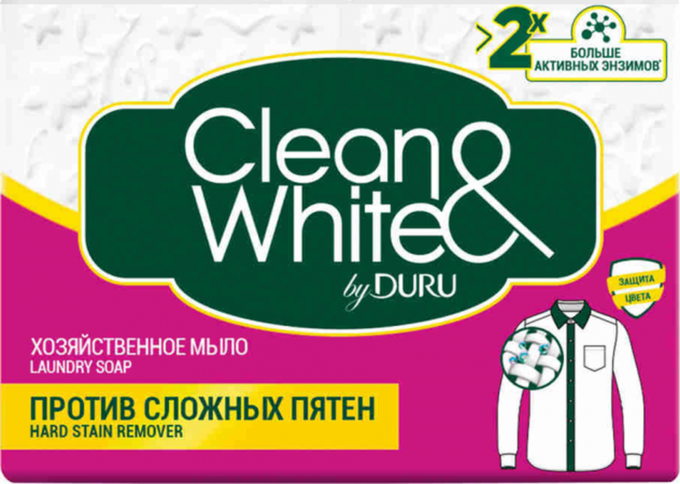 >2x
БОЛЬШЕ
АКТИВНЫХ ЭНЗИМОВ*
Clean &
White
by DURU
ЗАЩИТА
ЦВЕТА
ХОЗЯЙСТВЕННОЕ МЫЛО
LAUNDRY SOAP
ПРОТИВ СЛОЖНЫХ ПЯТЕН
HARD STAIN REMOVER